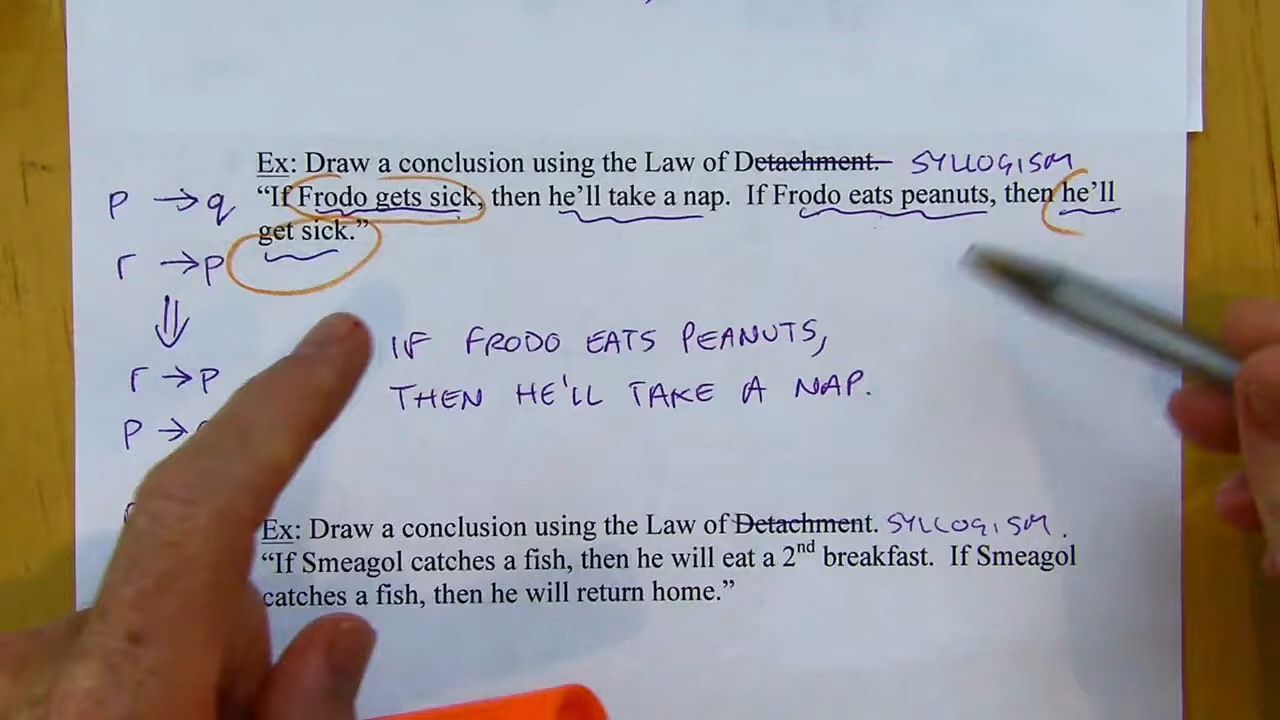 Ex: Draw a conclusion using the Law of Detachment. SYLLOGISM
p → q “If Frodo gets sick, then he’ll take a nap. If Frodo eats peanuts, then he’ll
get sick.”
r → p
⇓
IF FRODO EATS PEANUTS,
r → p
THEN HE'LL TAKE A NAP.
p →
Ex: Draw a conclusion using the Law of Detachment. SYLLOGISM.
“If Smeagol catches a fish, then he will eat a 2nd breakfast. If Smeagol
catches a fish, then he will return home.”